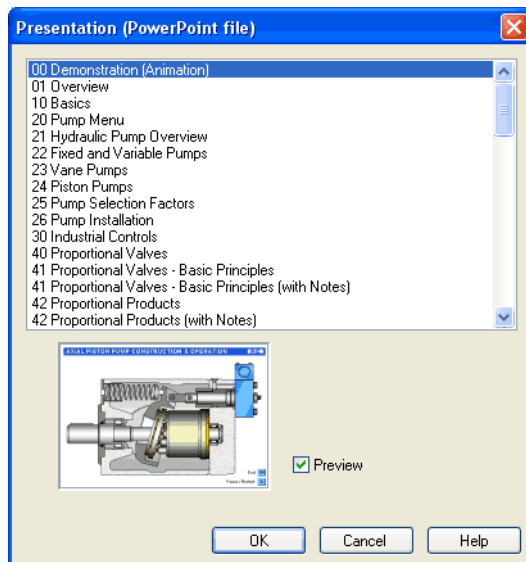 Presentation (PowerPoint file)
00 Demonstration (Animation)
01 Overview
10 Basics
20 Pump Menu
21 Hydraulic Pump Overview
22 Fixed and Variable Pumps
23 Vane Pumps
24 Piston Pumps
25 Pump Selection Factors
26 Pump Installation
30 Industrial Controls
40 Proportional Valves
41 Proportional Valves - Basic Principles
41 Proportional Valves - Basic Principles (with Notes)
42 Proportional Products
42 Proportional Products (with Notes)
AXIAL PISTON PUMP CONSTRUCTION & OPERATION
Preview
OK Cancel Help